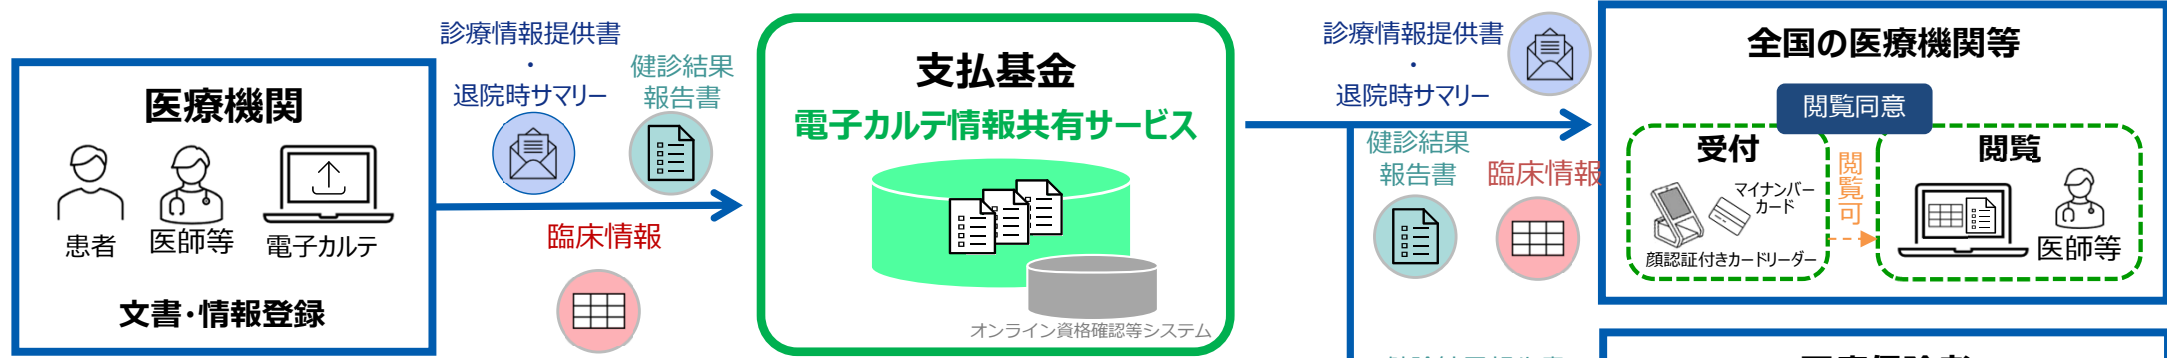 医療機関
患者
医師等
電子カルテ
文書・情報登録
診療情報提供書
・
退院時サマリー
健診結果
報告書
臨床情報
支払基金
電子カルテ情報共有サービス
オンライン資格確認等システム
診療情報提供書
・
退院時サマリー
健診結果
報告書
臨床情報
全国の医療機関等
閲覧同意
受付
マイナンバー
カード
顔認証付きカードリーダー
閲覧可
閲覧
医師等